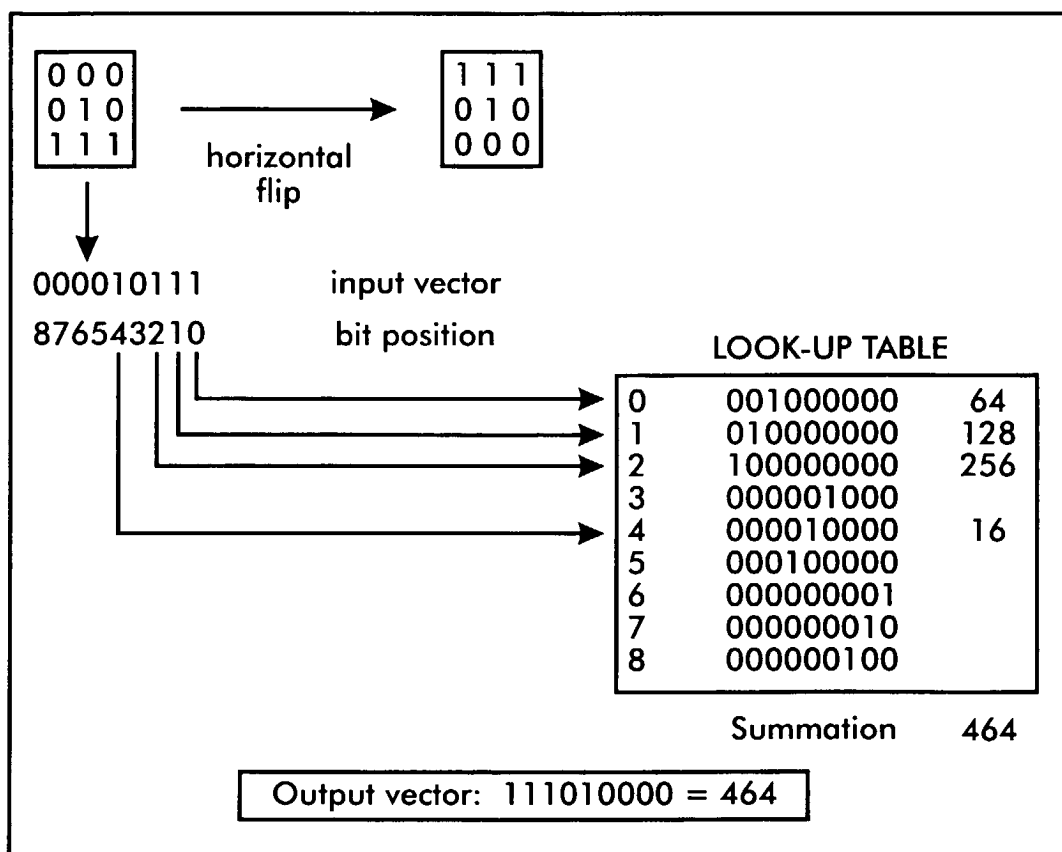 0 0 0
0 1 0
1 1 1
horizontal
flip
1 1 1
0 1 0
0 0 0
000010111 input vector
876543210 bit position
LOOK-UP TABLE
0 001000000 64
1 010000000 128
2 100000000 256
3 000001000
4 000010000 16
5 000100000
6 000000001
7 000000010
8 000000100
Summation 464
Output vector: 111010000 = 464